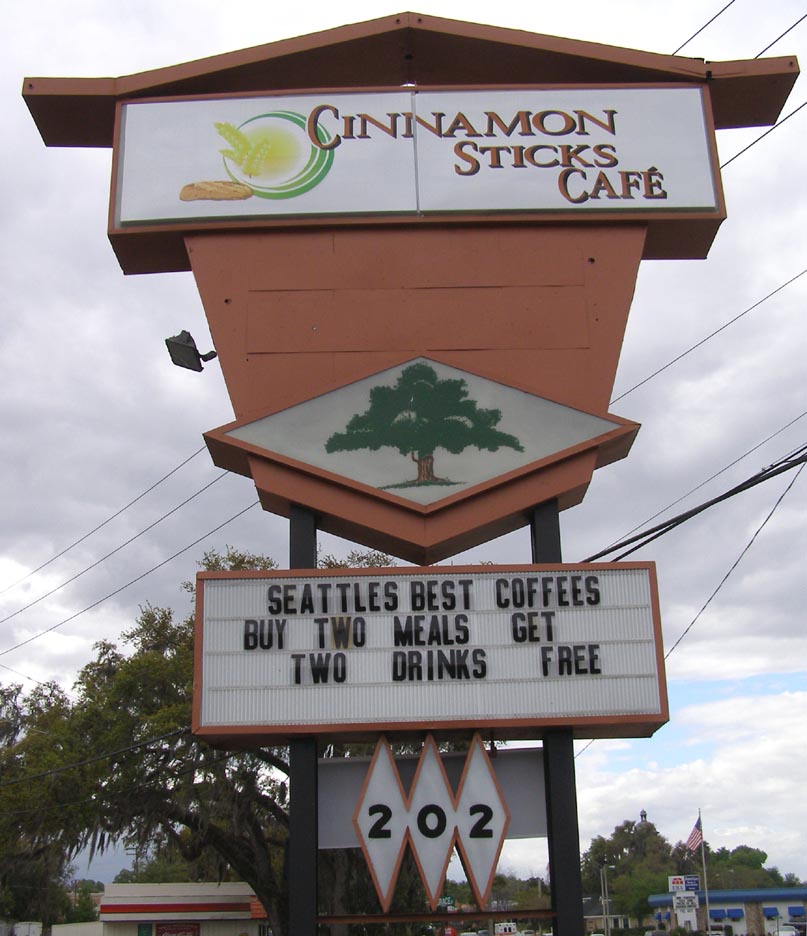 CINNAMON
STICKS
CAFÉ
SEATTLES BEST COFFEES
BUY TWO MEALS GET
TWO DRINKS FREE
202